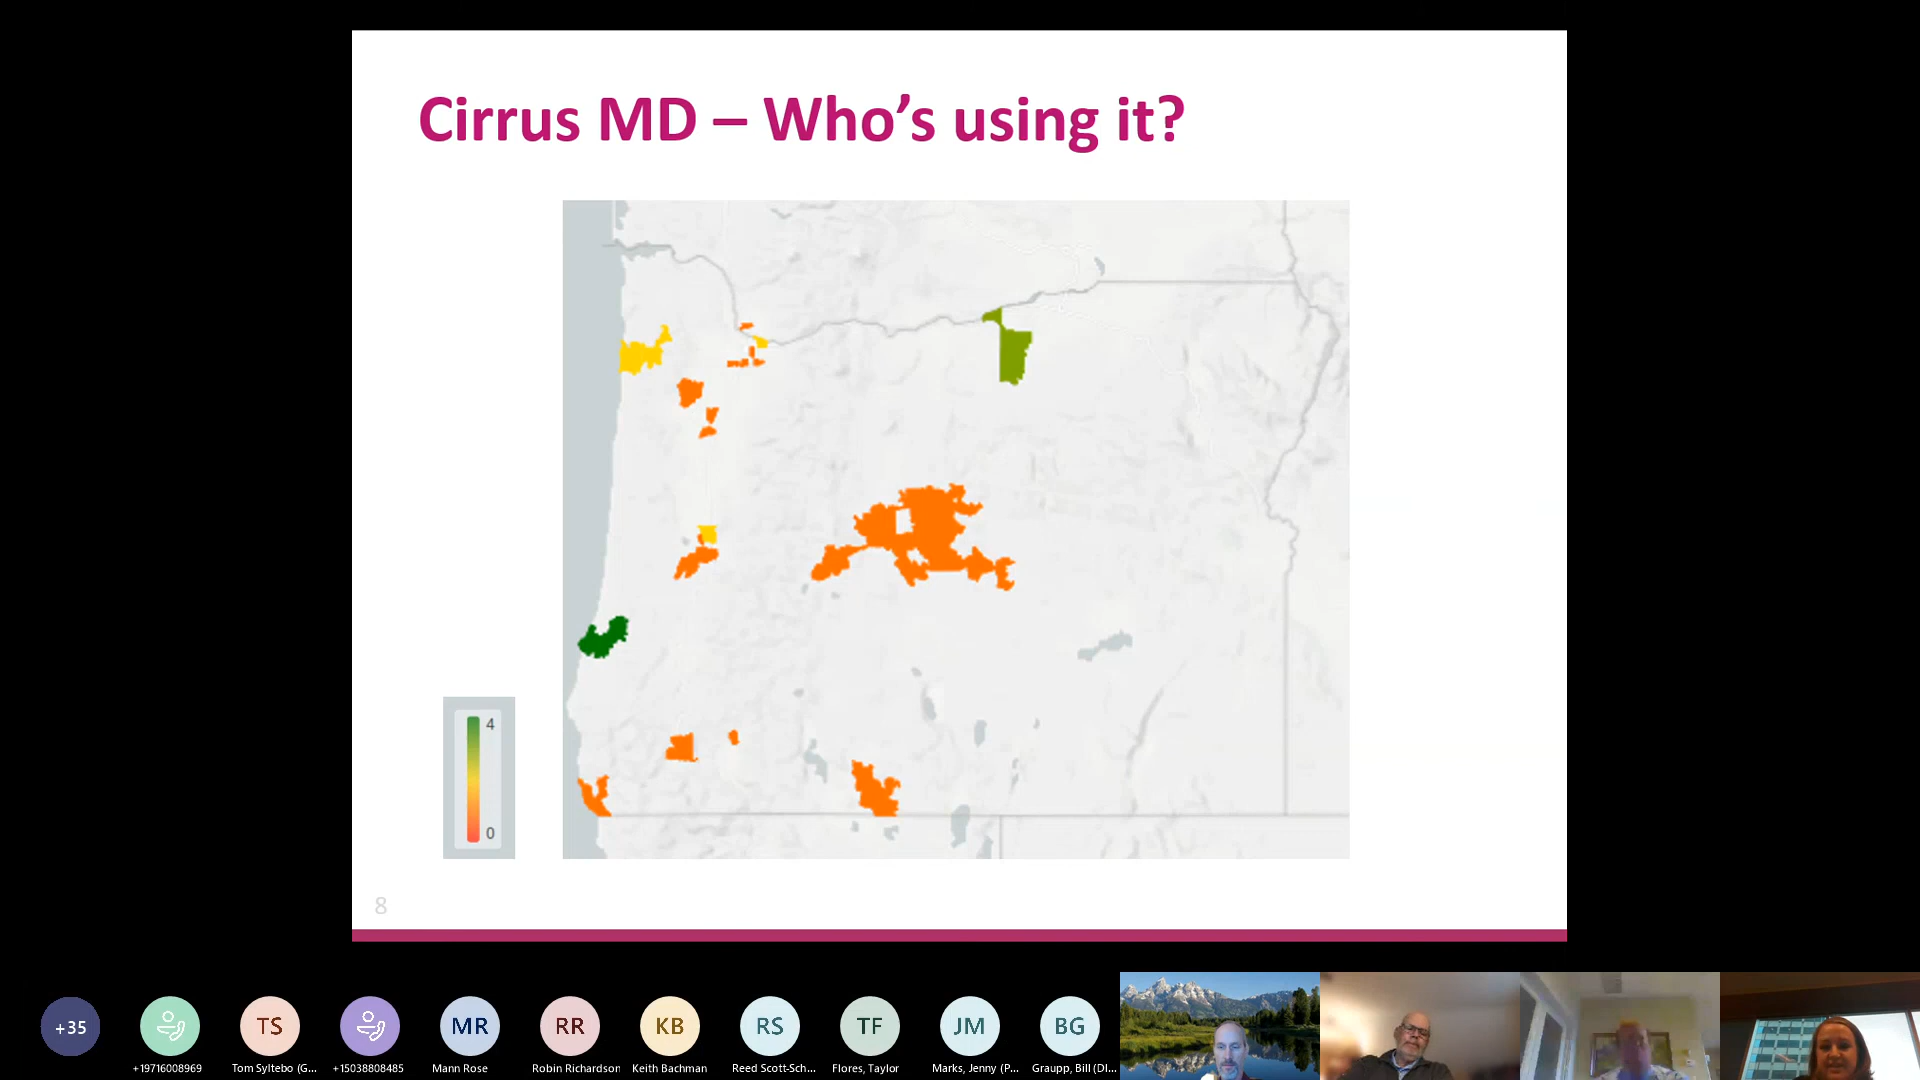 Cirrus MD – Who’s using it?
4
0
8
+35
TS
MR
RR
KB
RS
TF
JM
BG
+19716008969
Tom Syltebo (G...
+15038808485
Mann Rose
Robin Richardson
Keith Bachman
Reed Scott-Sch...
Flores, Taylor
Marks, Jenny (P...
Graupp, Bill (DI...